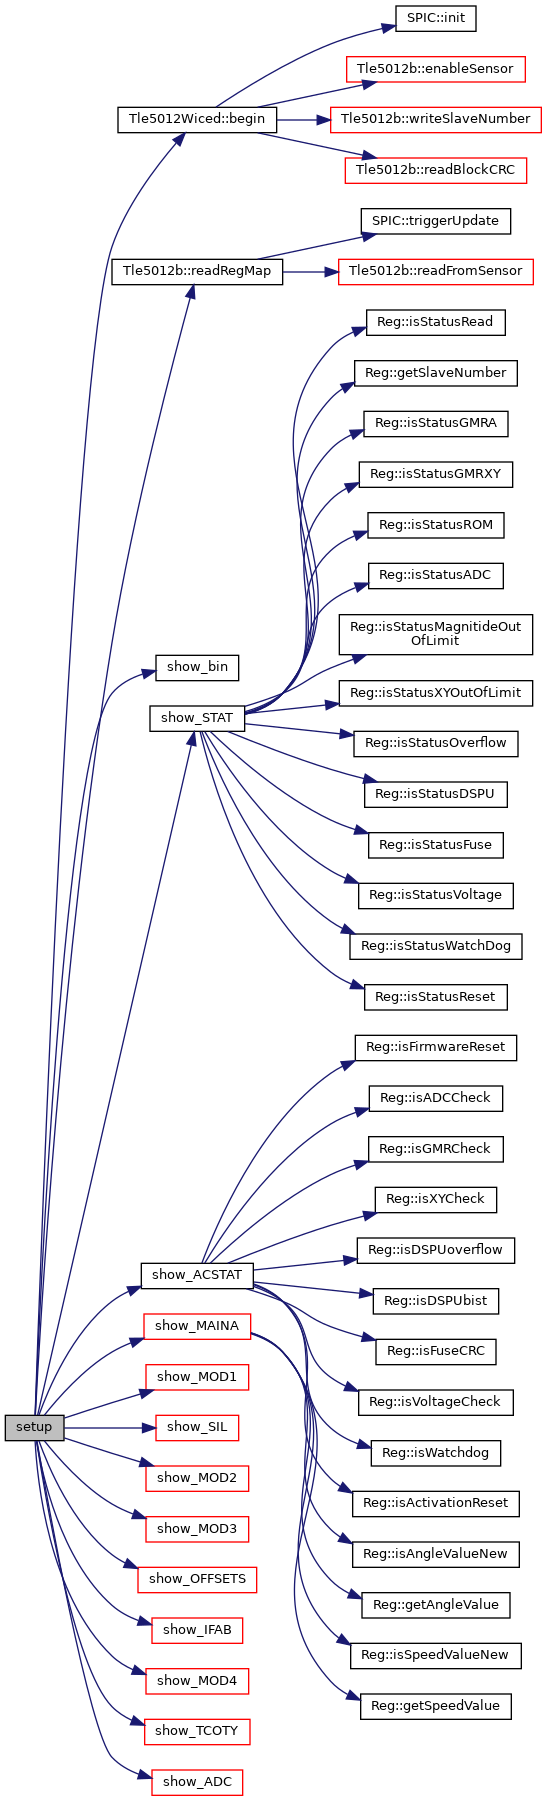 SPIC::init
Tle5012b::enableSensor
Tle5012Wiced::begin
Tle5012b::writeSlaveNumber
Tle5012b::readBlockCRC
SPIC::triggerUpdate
Tle5012b::readRegMap
Tle5012b::readFromSensor
Reg::isStatusRead
Reg::getSlaveNumber
Reg::isStatusGMRA
Reg::isStatusGMRXY
Reg::isStatusROM
Reg::isStatusADC
Reg::isStatusMagnitideOut
OfLimit
show_bin
Reg::isStatusXYOutOfLimit
show_STAT
Reg::isStatusOverflow
Reg::isStatusDSPU
Reg::isStatusFuse
Reg::isStatusVoltage
Reg::isStatusWatchDog
Reg::isStatusReset
Reg::isFirmwareReset
Reg::isADCCheck
Reg::isGMRCheck
Reg::isXYCheck
Reg::isDSPUoverflow
show_ACSTAT
Reg::isDSPUbist
show_MAINA
Reg::isFuseCRC
show_MOD1
Reg::isVoltageCheck
setup
show_SIL
Reg::isWatchdog
show_MOD2
Reg::isActivationReset
show_MOD3
Reg::isAngleValueNew
show_OFFSETS
Reg::getAngleValue
show_IFAB
Reg::isSpeedValueNew
show_MOD4
Reg::getSpeedValue
show_TCOTY
show_ADC